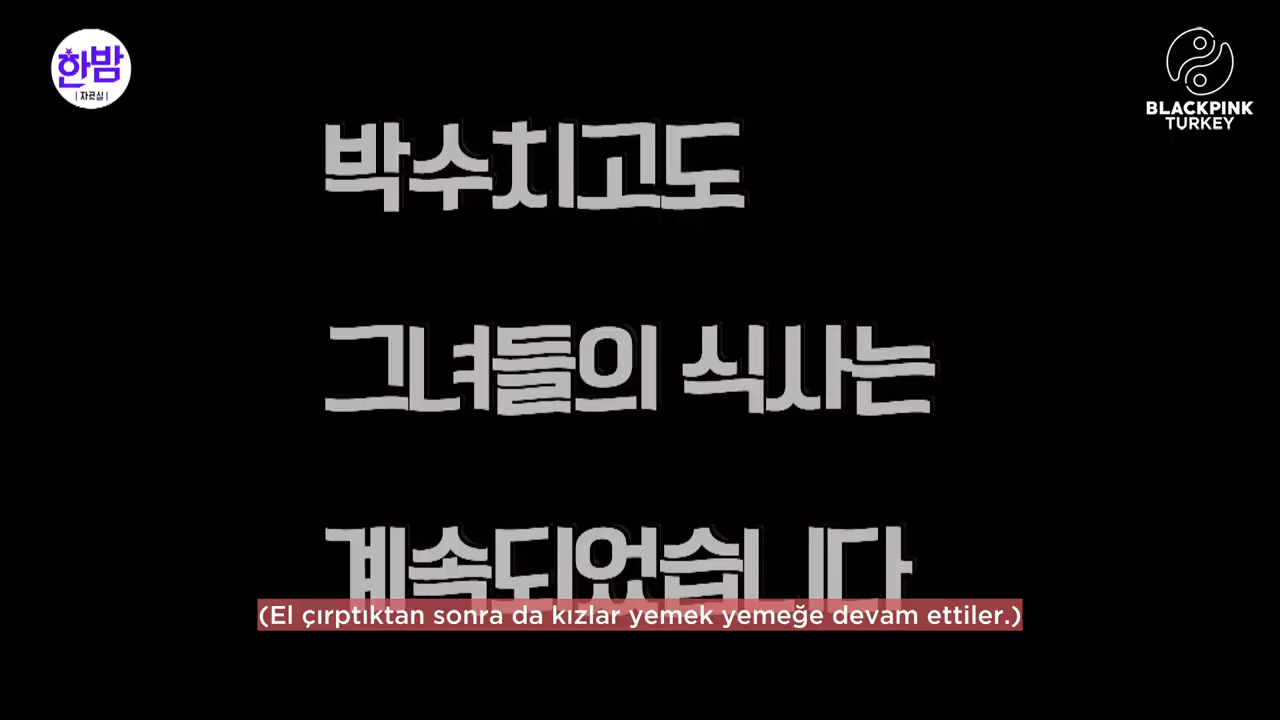 한밤
|자료실|
BLACKPINK
TURKEY
박수치고도
그녀들의 식사는
계속되었습니다
(El çırptıktan sonra da kızlar yemek yemeğe devam ettiler.)